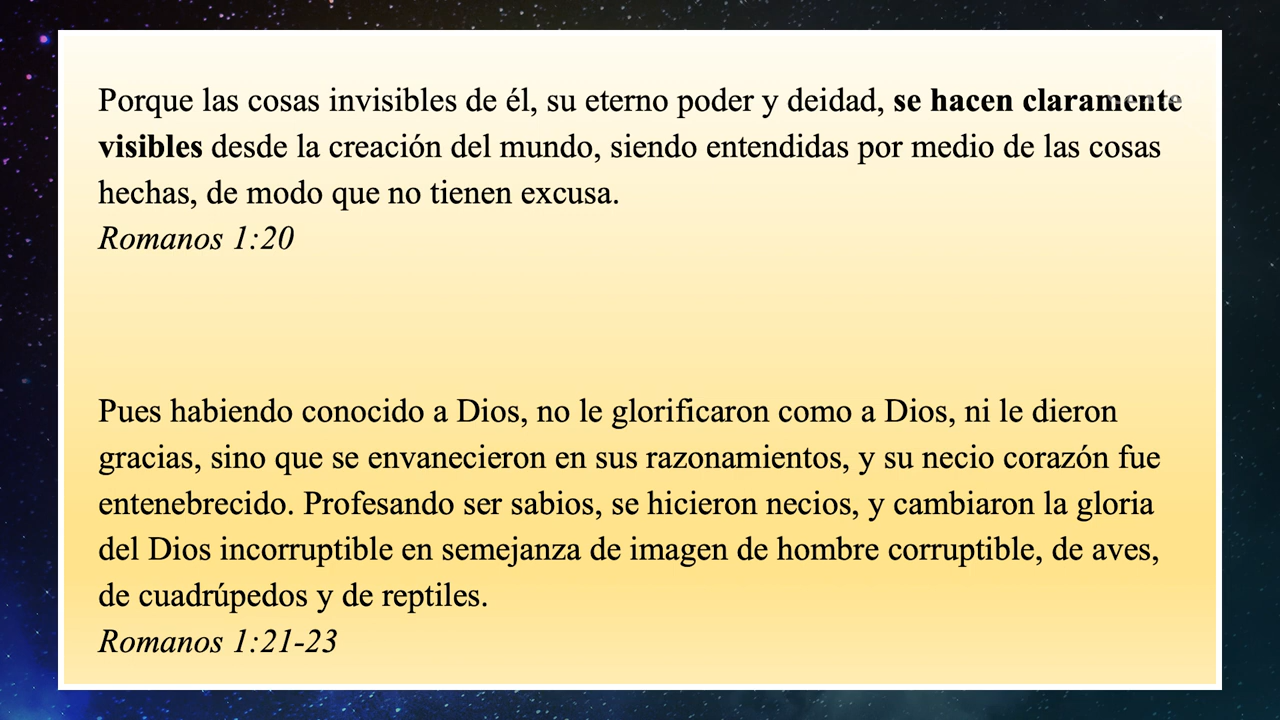 Porque las cosas invisibles de él, su eterno poder y deidad, se hacen claramente
visibles desde la creación del mundo, siendo entendidas por medio de las cosas
hechas, de modo que no tienen excusa.
Romanos 1:20
Pues habiendo conocido a Dios, no le glorificaron como a Dios, ni le dieron
gracias, sino que se envanecieron en sus razonamientos, y su necio corazón fue
entenebrecido. Profesando ser sabios, se hicieron necios, y cambiaron la gloria
del Dios incorruptible en semejanza de imagen de hombre corruptible, de aves,
de cuadrúpedos y de reptiles.
Romanos 1:21-23